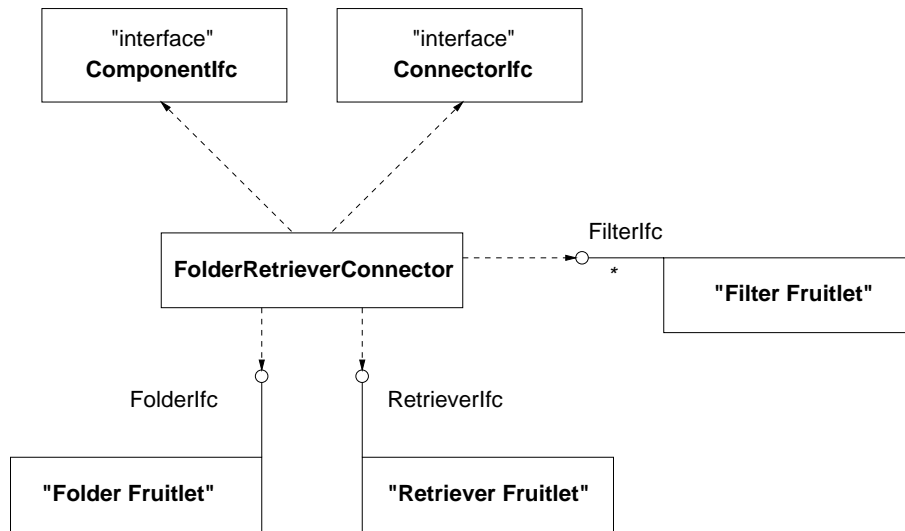 "interface"
ComponentIfc
"interface"
ConnectorIfc
FilterIfc
FolderRetrieverConnector
*
"Filter Fruitlet"
FolderIfc
RetrieverIfc
"Folder Fruitlet"
"Retriever Fruitlet"